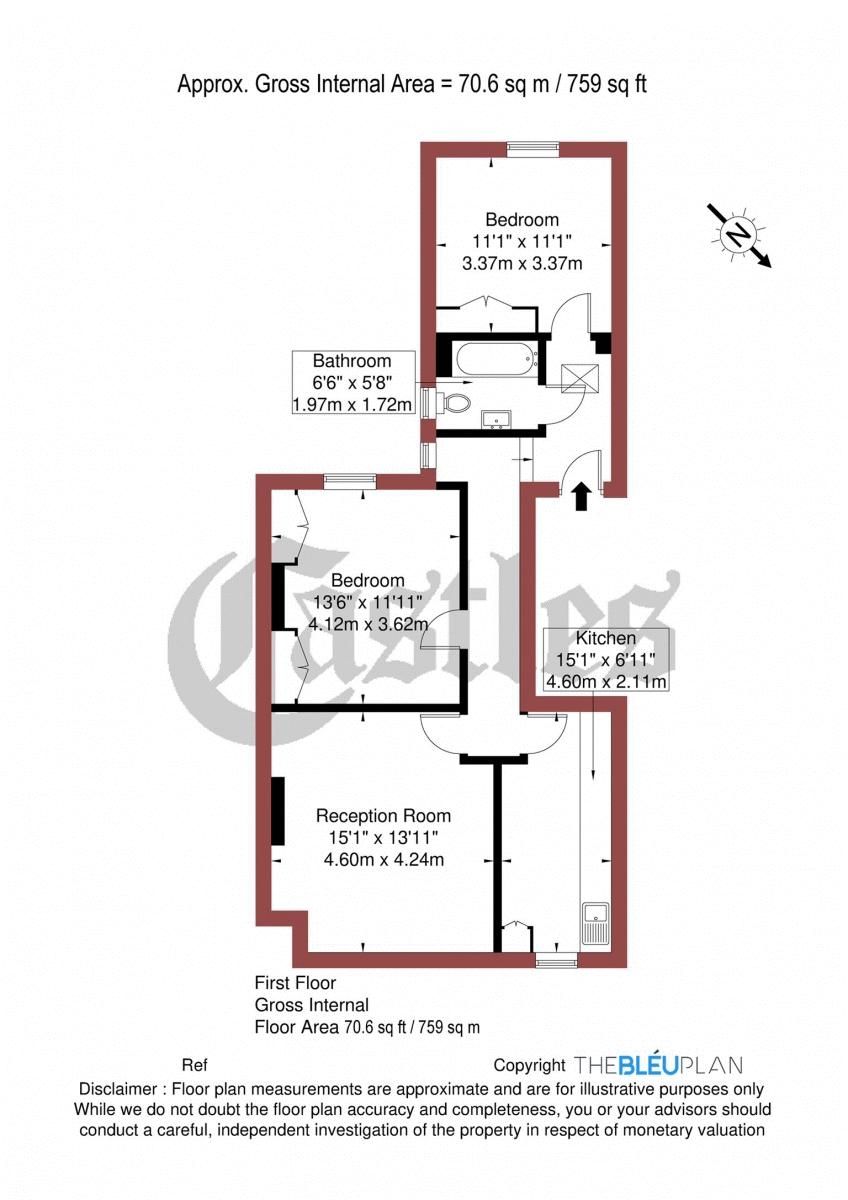 Approx. Gross Internal Area = 70.6 sq m / 759 sq ft
Bedroom
11'1" x 11'1"
3.37m x 3.37m
N
Bathroom
6'6" x 5'8"
1.97m x 1.72m
Castles
Bedroom
13'6" x 11'11"
4.12m x 3.62m
Kitchen
15'1" x 6'11"
4.60m x 2.11m
Reception Room
15'1" x 13'11"
4.60m x 4.24m
First Floor
Gross Internal
Floor Area 70.6 sq ft / 759 sq m
Ref
Copyright THEBLÉUPLAN
Disclaimer : Floor plan measurements are approximate and are for illustrative purposes only
While we do not doubt the floor plan accuracy and completeness, you or your advisors should
conduct a careful, independent investigation of the property in respect of monetary valuation